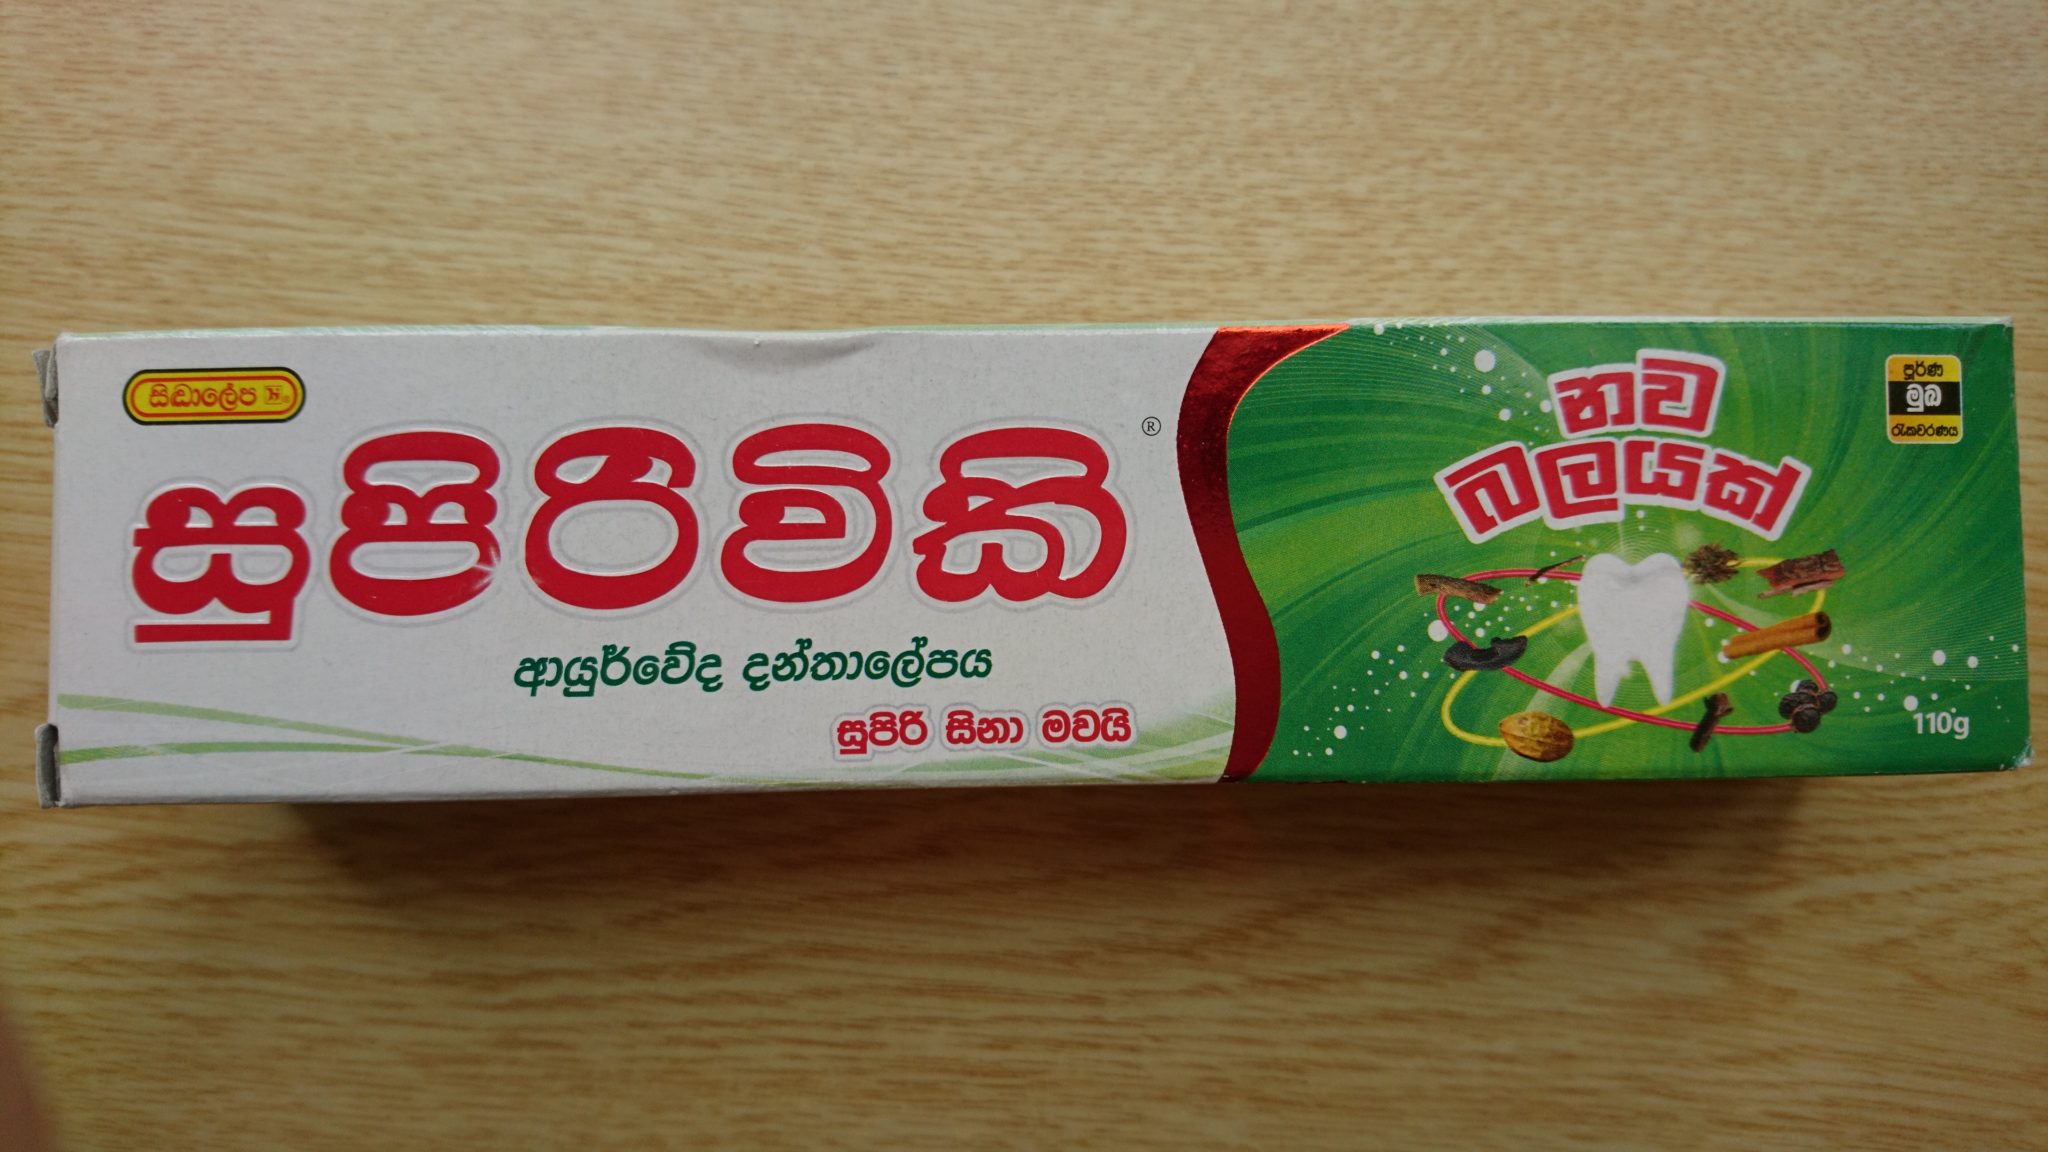 සිඬාලේප
සුපිරිවිකි ®
ආයුර්වේද දන්තාලේපය
සුපිරි සිනා මවයි
නව
බලයක්
පූර්ණ
මුඛ
රැකවරණය
110g